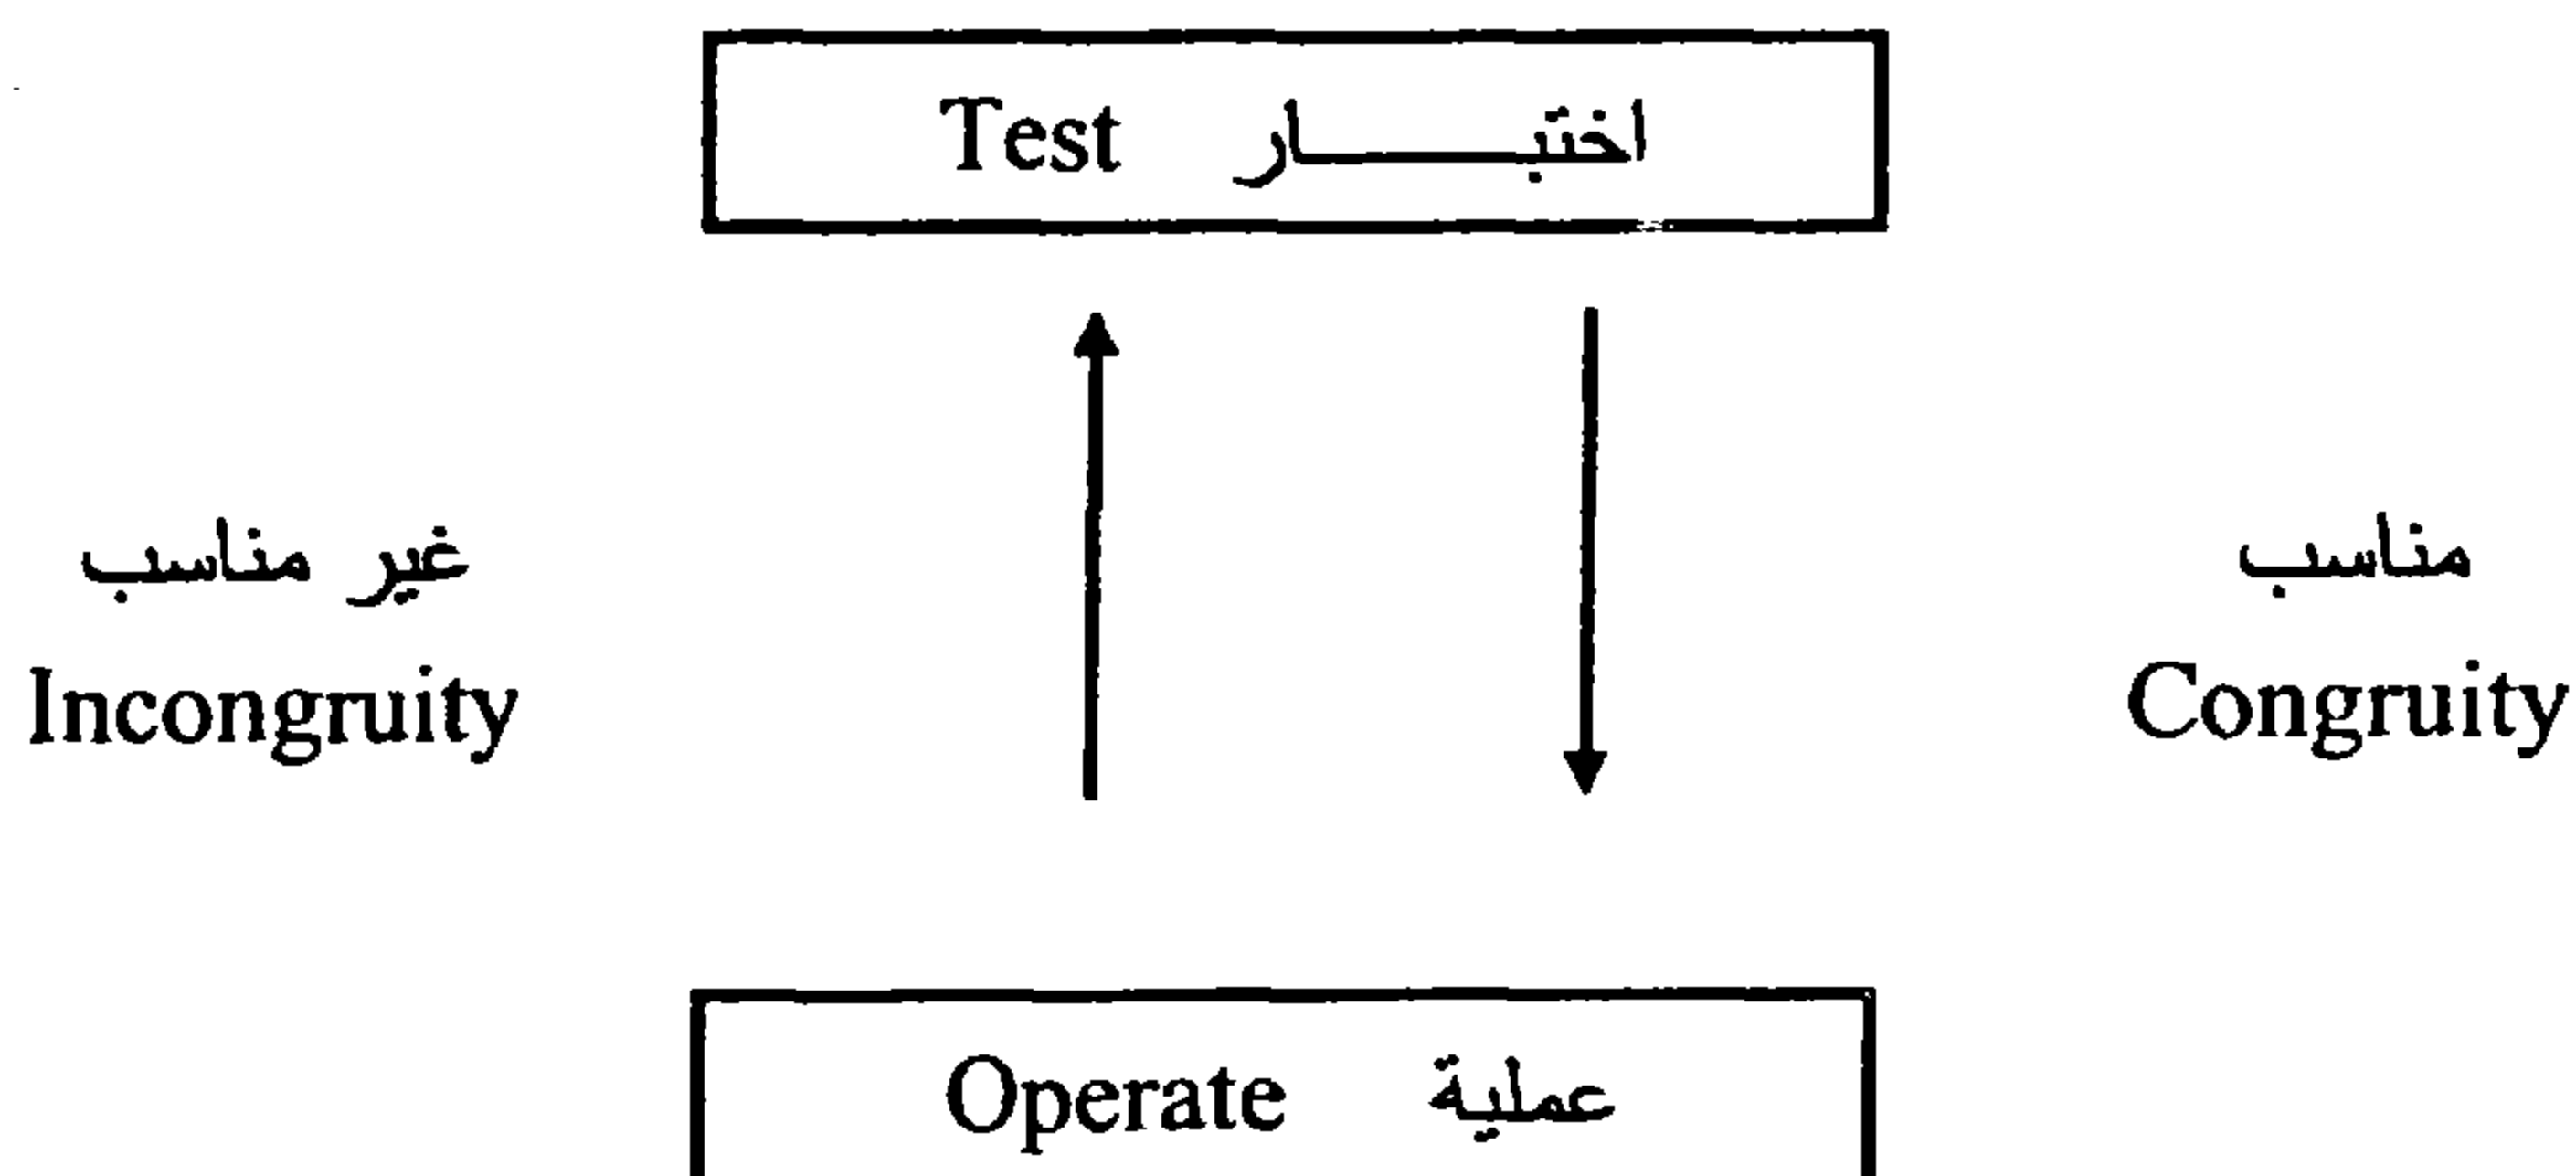 اختبـــــار Test
غير مناسب
Incongruity
مناسب
Congruity
عملية Operate